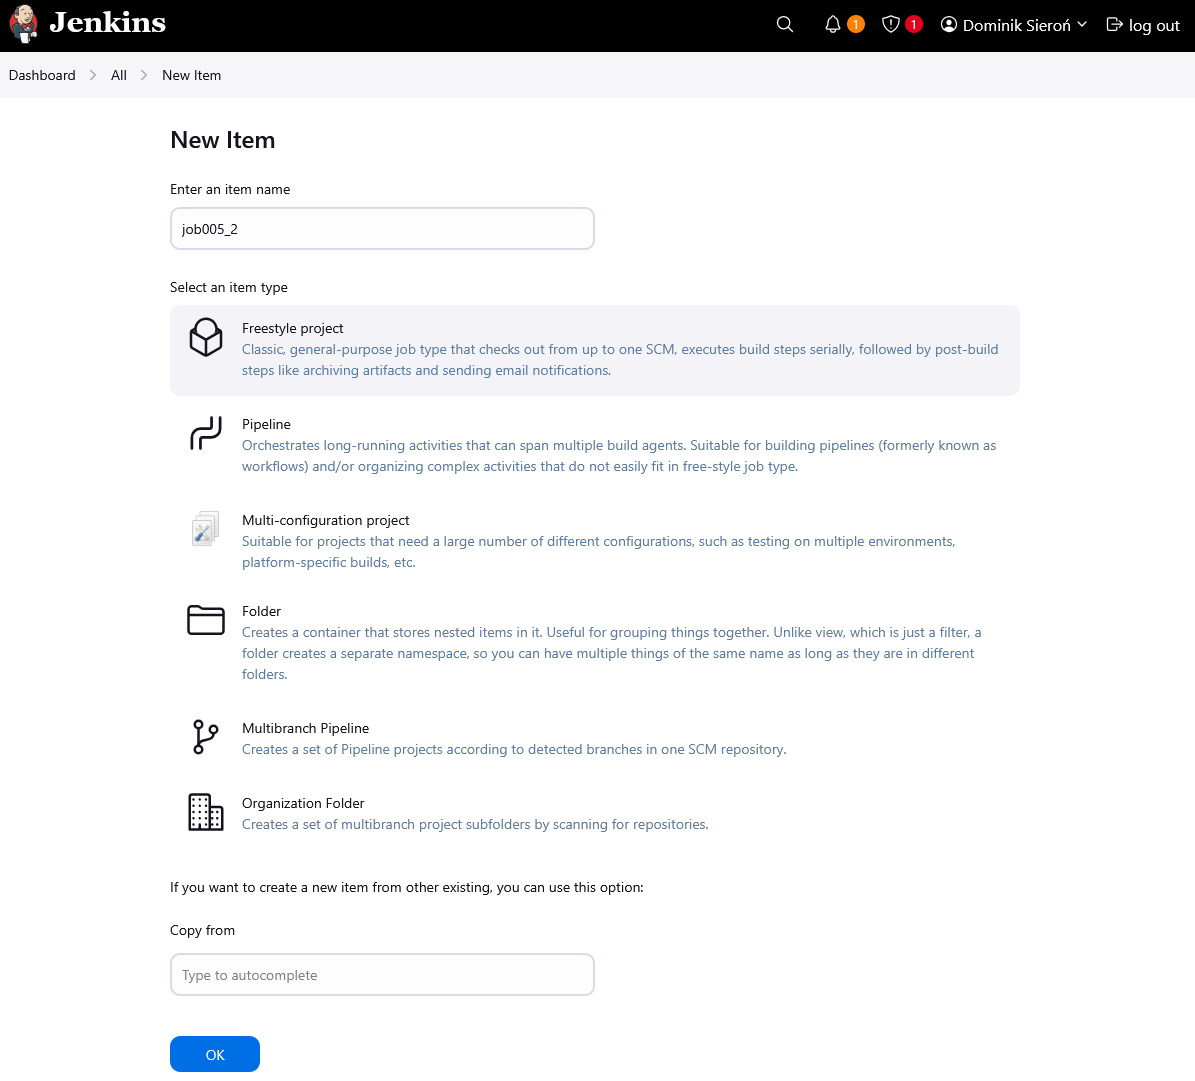 Jenkins
1
1
Dominik Sieroń
log out
Dashboard
All
New Item
New Item
Enter an item name
job005_2
Select an item type
Freestyle project
Classic, general-purpose job type that checks out from up to one SCM, executes build steps serially, followed by post-build
steps like archiving artifacts and sending email notifications.
Pipeline
Orchestrates long-running activities that can span multiple build agents. Suitable for building pipelines (formerly known as
workflows) and/or organizing complex activities that do not easily fit in free-style job type.
Multi-configuration project
Suitable for projects that need a large number of different configurations, such as testing on multiple environments,
platform-specific builds, etc.
Folder
Creates a container that stores nested items in it. Useful for grouping things together. Unlike view, which is just a filter, a
folder creates a separate namespace, so you can have multiple things of the same name as long as they are in different
folders.
Multibranch Pipeline
Creates a set of Pipeline projects according to detected branches in one SCM repository.
Organization Folder
Creates a set of multibranch project subfolders by scanning for repositories.
If you want to create a new item from other existing, you can use this option:
Copy from
Type to autocomplete
OK